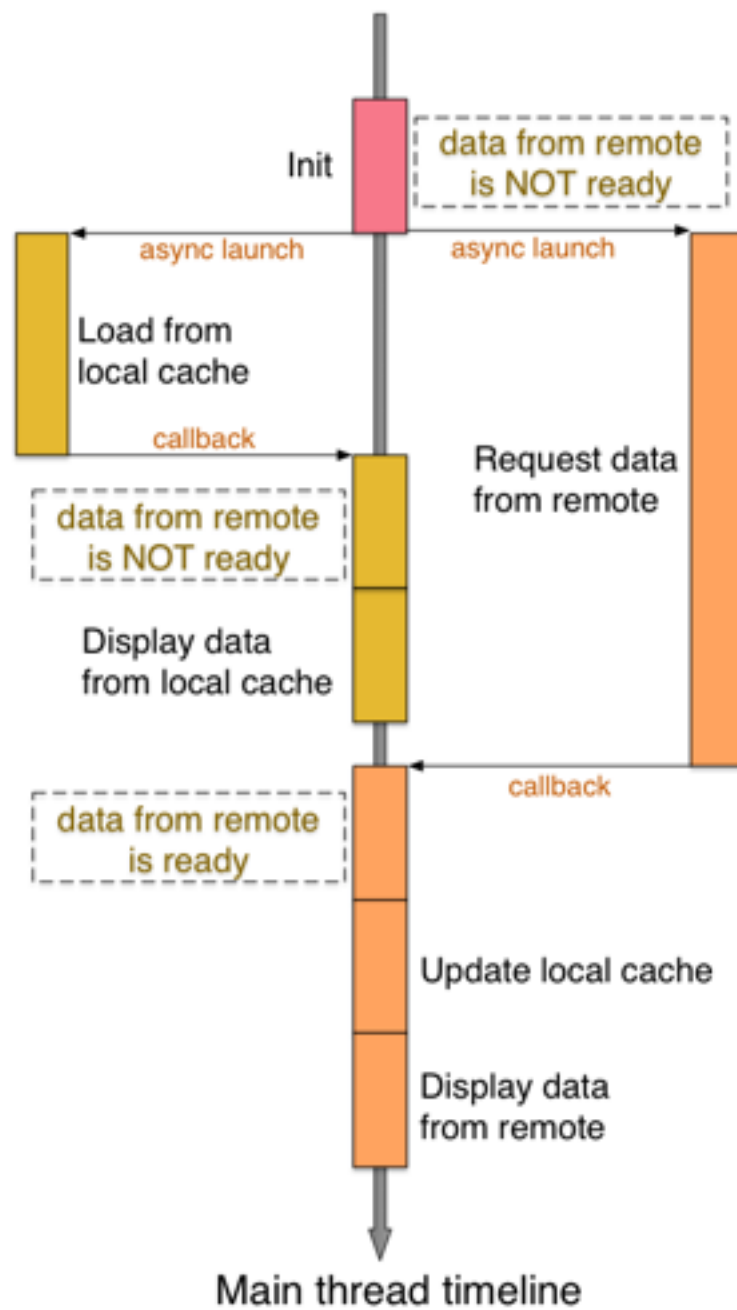 Init
data from remote
is NOT ready
async launch
async launch
Load from
local cache
callback
Request data
from remote
data from remote
is NOT ready
Display data
from local cache
callback
data from remote
is ready
Update local cache
Display data
from remote
Main thread timeline